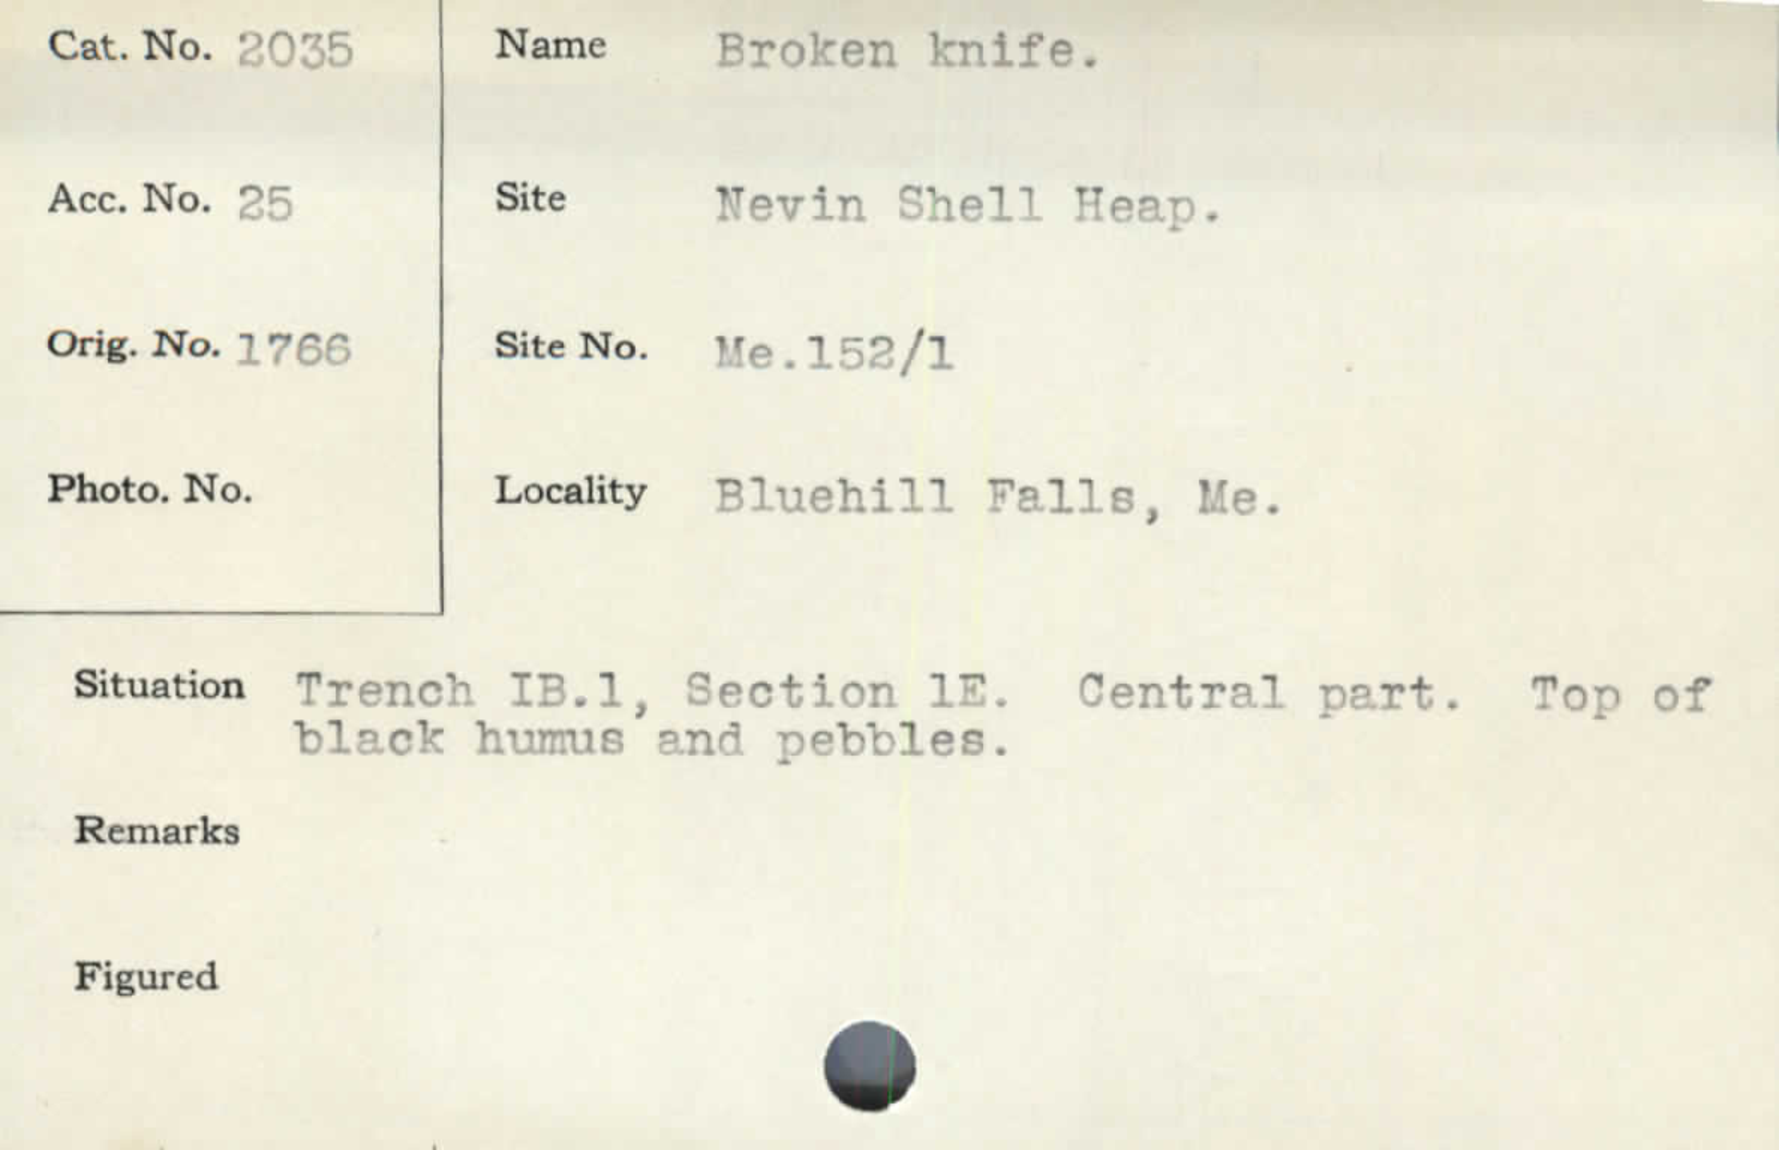 Cat. No. 2035
Acc. No. 25
Orig. No. 1766
Photo. No.
Name Broken knife.
Site Nevin Shell Heap.
Site No. Me.152/1
Locality Bluehill Falls, Me.
Situation Trench IB.1, Section 1E. Central part. Top of
black humus and pebbles.
Remarks
Figured